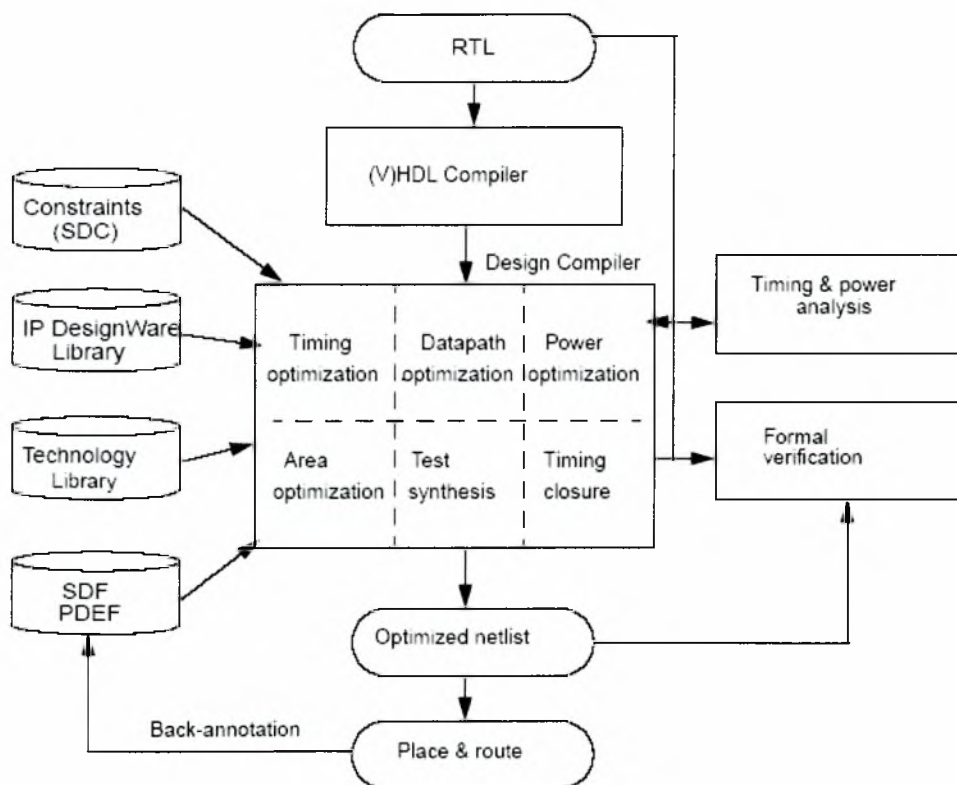 RTL
(V)HDL Compiler
Constraints
(SDC)
Design Compiler
IP DesignWare
Library
Timing
optimization
Datapath
optimization
Power
optimization
Timing & power
analysis
Technology
Library
Area
optimization
Test
synthesis
Timing
closure
Formal
verification
SDF
PDEF
Optimized netlist
Back-annotation
Place & route